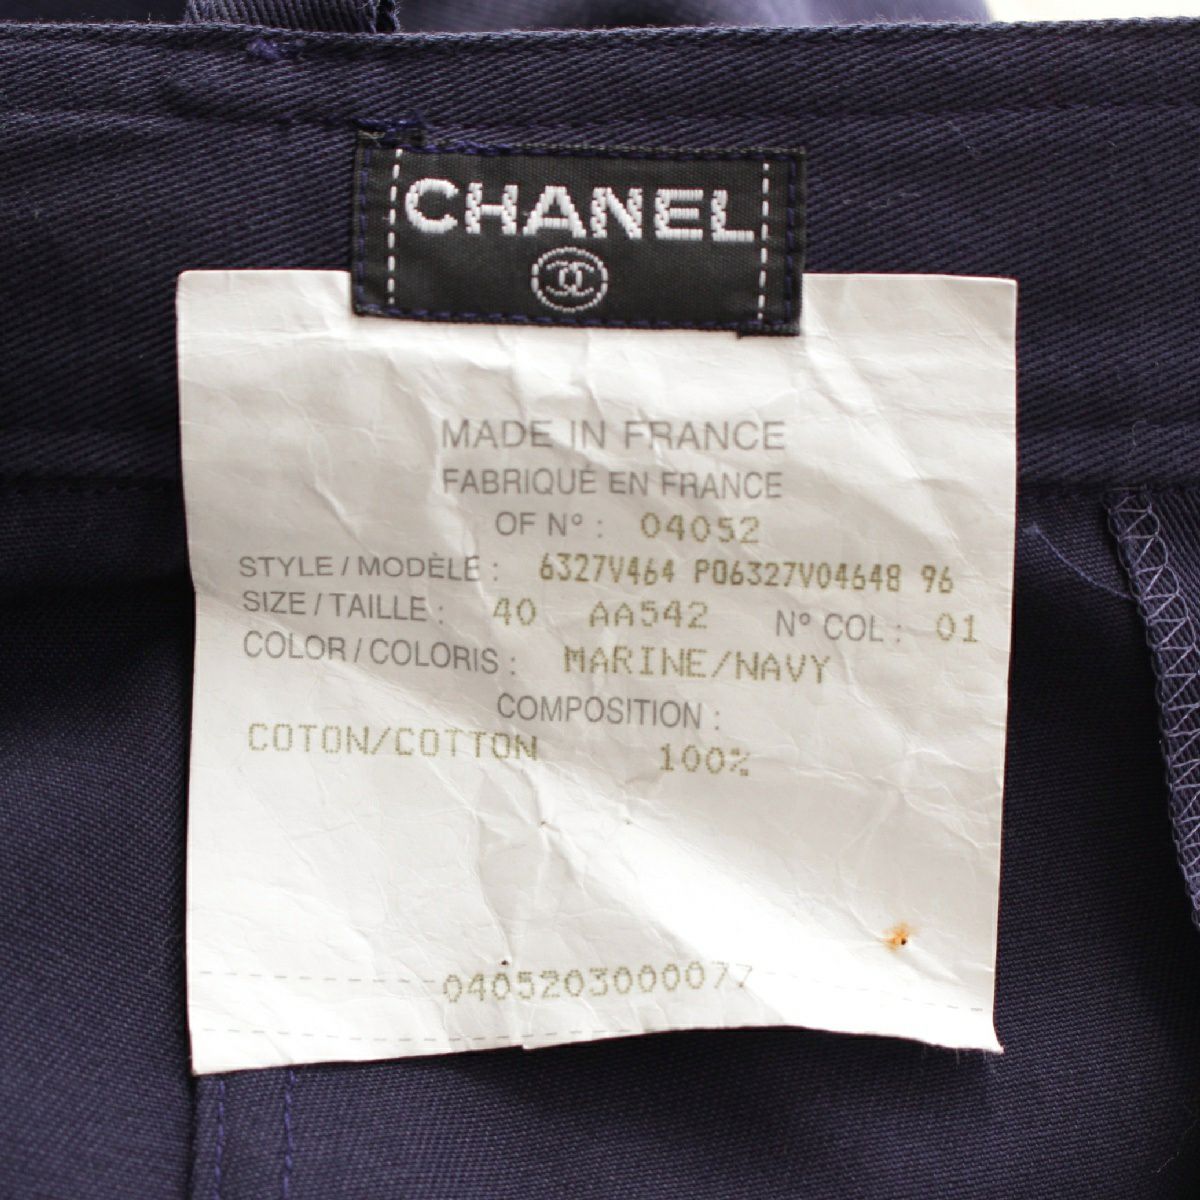 CHANEL
MADE IN FRANCE
FABRIQUÉ EN FRANCE
OF N° : 04052
STYLE / MODÈLE : 6327V464 P06327V04648 96
SIZE / TAILLE : 40 AA542 N° COL : 01
COLOR / COLORIS : MARINE/NAVY
COMPOSITION :
COTON/COTTON 100%
0405203000077